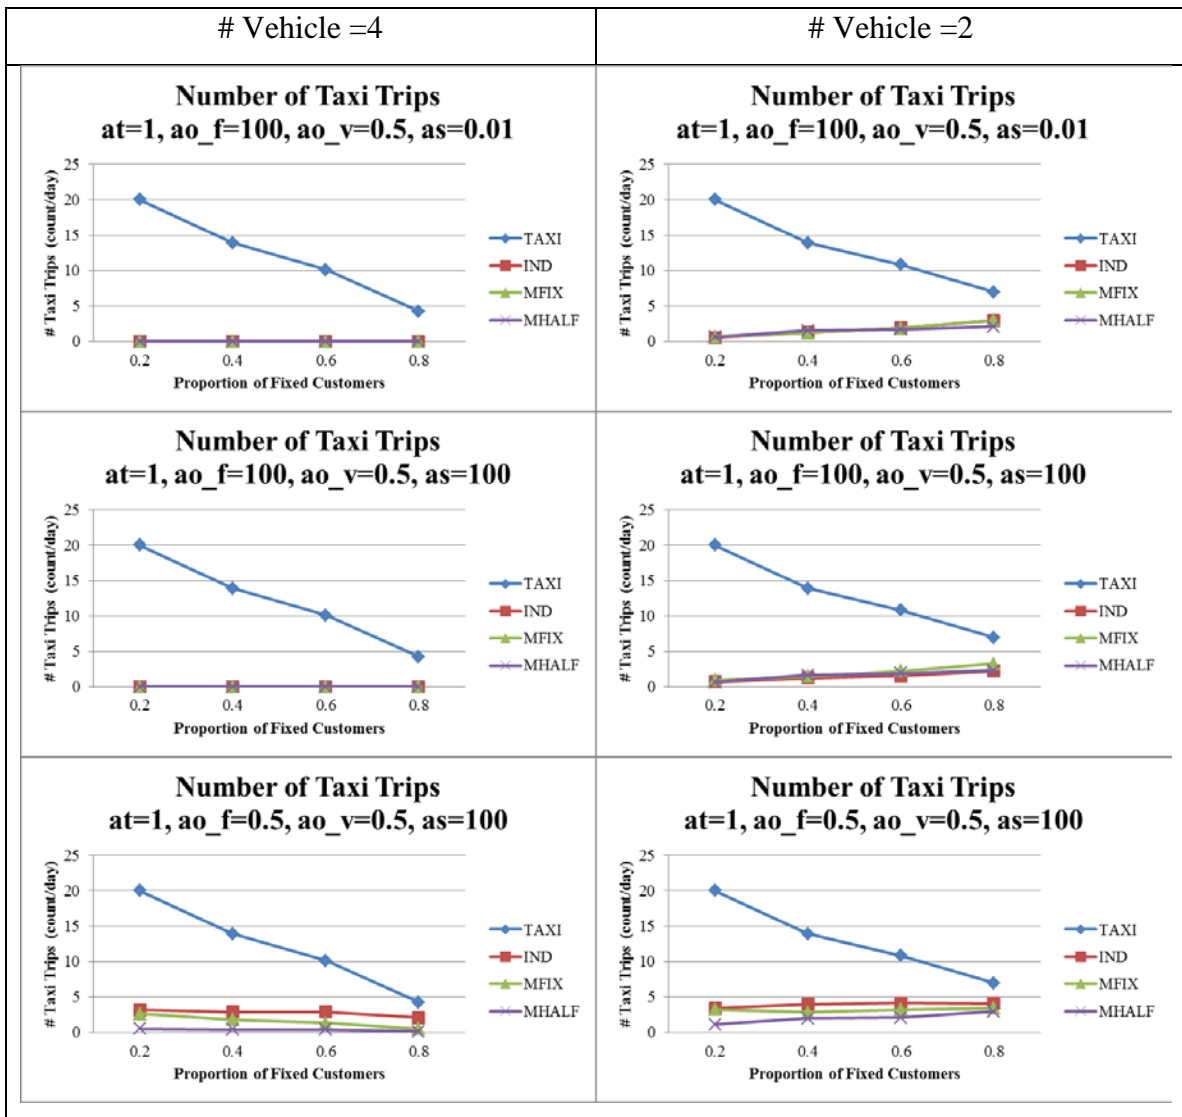 # Vehicle =4
# Vehicle =2
Number of Taxi Trips
at=1, ao_f=100, ao_v=0.5, as=0.01
# Taxi Trips (count/day)
25
20
15
10
5
0
0.2 0.4 0.6 0.8
Proportion of Fixed Customers
TAXI
IND
MFIX
MHALF
Number of Taxi Trips
at=1, ao_f=100, ao_v=0.5, as=0.01
# Taxi Trips (count/day)
25
20
15
10
5
0
0.2 0.4 0.6 0.8
Proportion of Fixed Customers
TAXI
IND
MFIX
MHALF
Number of Taxi Trips
at=1, ao_f=100, ao_v=0.5, as=100
# Taxi Trips (count/day)
25
20
15
10
5
0
0.2 0.4 0.6 0.8
Proportion of Fixed Customers
TAXI
IND
MFIX
MHALF
Number of Taxi Trips
at=1, ao_f=100, ao_v=0.5, as=100
# Taxi Trips (count/day)
25
20
15
10
5
0
0.2 0.4 0.6 0.8
Proportion of Fixed Customers
TAXI
IND
MFIX
MHALF
Number of Taxi Trips
at=1, ao_f=0.5, ao_v=0.5, as=100
# Taxi Trips (count/day)
25
20
15
10
5
0
0.2 0.4 0.6 0.8
Proportion of Fixed Customers
TAXI
IND
MFIX
MHALF
Number of Taxi Trips
at=1, ao_f=0.5, ao_v=0.5, as=100
# Taxi Trips (count/day)
25
20
15
10
5
0
0.2 0.4 0.6 0.8
Proportion of Fixed Customers
TAXI
IND
MFIX
MHALF